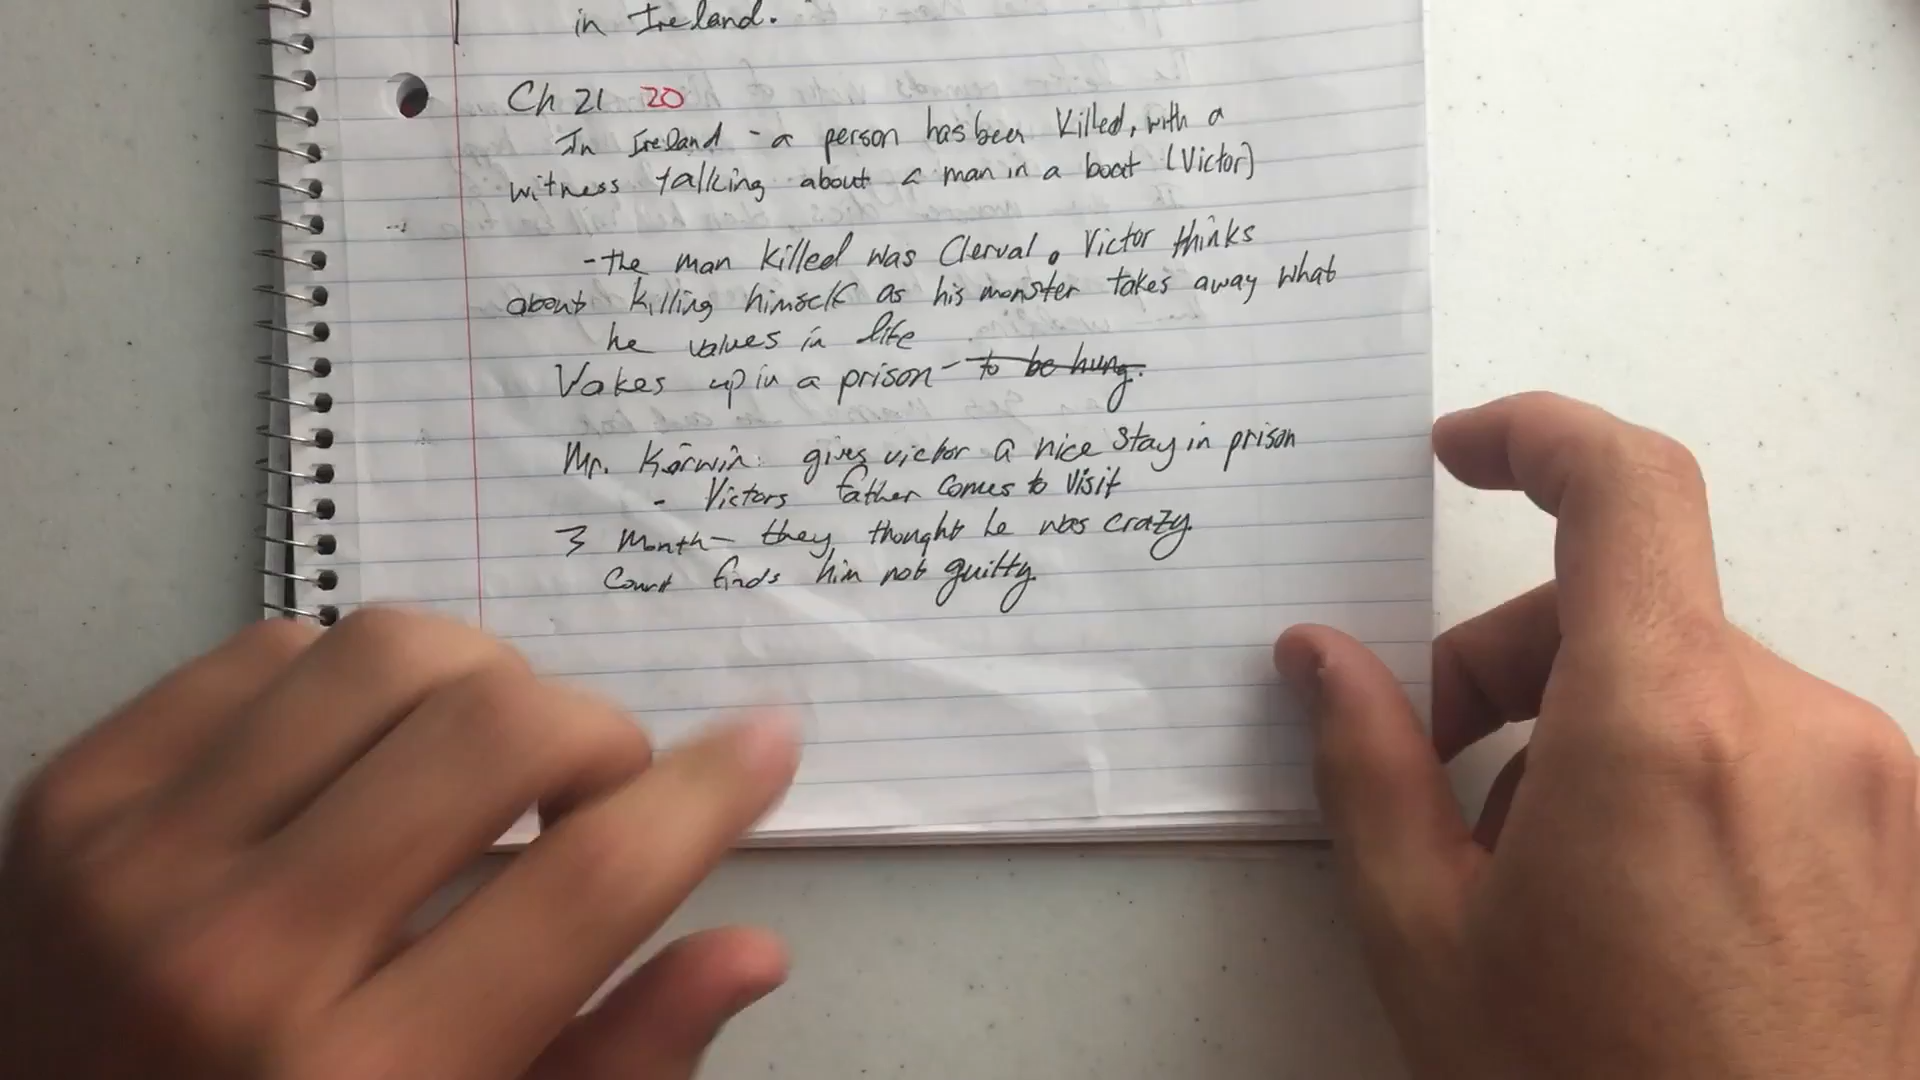 in Ireland.
Ch 21 20
In Ireland - a person has been killed, with a
witness talking about a man in a boat (Victor)
- the man killed was Clerval. Victor thinks
about killing himself as his monster takes away what
he values in life
Wakes up in a prison - to be hung.
Mr. Kirwin: gives victor a nice stay in prison
- Victors father comes to visit
3 Month - they thought he was crazy.
Court finds him not guilty.